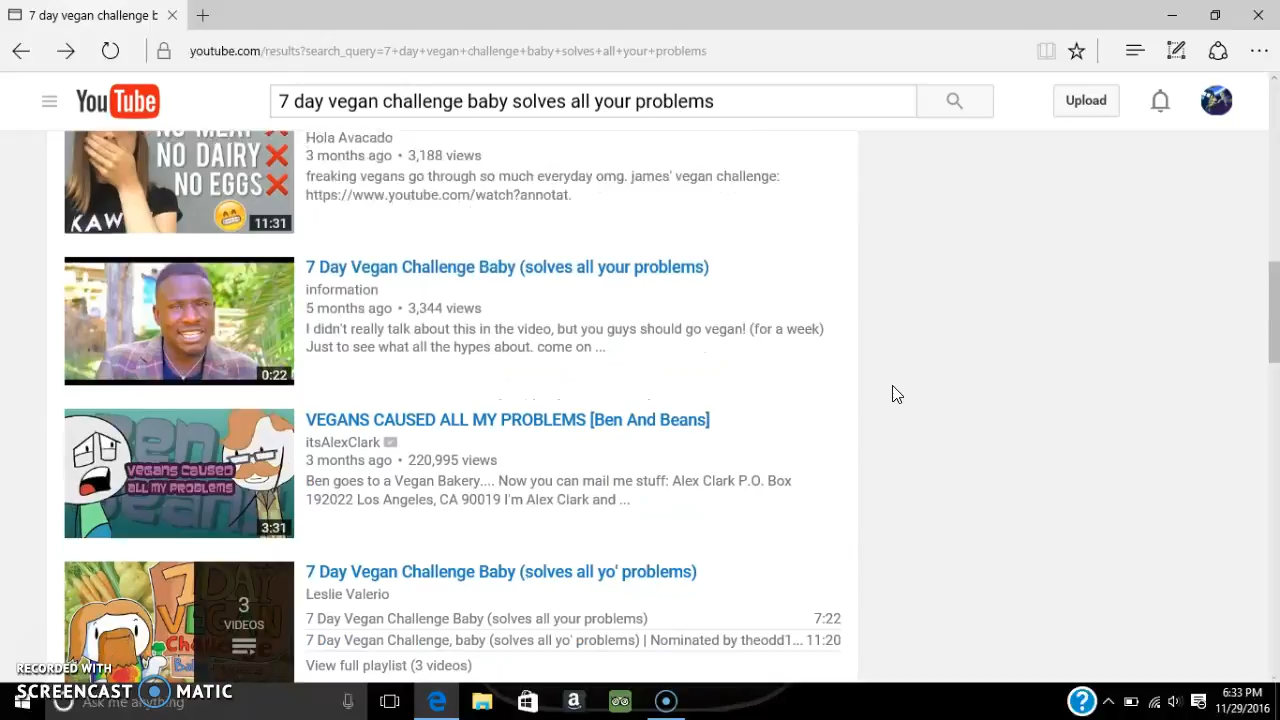 7 day vegan challenge b
youtube.com/results?search_query=7+day+vegan+challenge+baby+solves+all+your+problems
YouTube
7 day vegan challenge baby solves all your problems
Upload
NO MEAT
NO DAIRY
NO EGGS
KAW
11:31
Hola Avacado
3 months ago • 3,188 views
freaking vegans go through so much everyday omg. james' vegan challenge:
https://www.youtube.com/watch?annotat.
0:22
7 Day Vegan Challenge Baby (solves all your problems)
information
5 months ago • 3,344 views
I didn't really talk about this in the video, but you guys should go vegan! (for a week)
Just to see what all the hypes about. come on ...
Ben
VEGANS CAUSED
ALL MY PROBLEMS
3:31
VEGANS CAUSED ALL MY PROBLEMS [Ben And Beans]
itsAlexClark
3 months ago • 220,995 views
Ben goes to a Vegan Bakery.... Now you can mail me stuff: Alex Clark P.O. Box
192022 Los Angeles, CA 90019 I'm Alex Clark and ...
7 DAY
VEGAN
3
VIDEOS
7 Day Vegan Challenge Baby (solves all yo' problems)
Leslie Valerio
7 Day Vegan Challenge Baby (solves all your problems) 7:22
7 Day Vegan Challenge, baby (solves all yo' problems) | Nominated by theodd1... 11:20
View full playlist (3 videos)
RECORDED WITH
SCREENCAST MATIC
Ask me anything
6:33 PM
11/29/2016